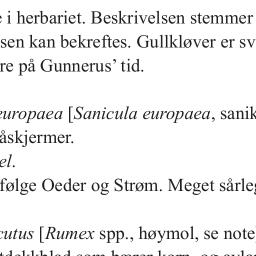 e i herbariet. Beskrivelsen stemmer
sen kan bekreftes. Gullkløver er sv
re på Gunnerus’ tid.
europaea [Sanicula europaea, sanik
åskjermer.
el.
følge Oeder og Strøm. Meget sårleg
cutus [Rumex spp., høymol, se note